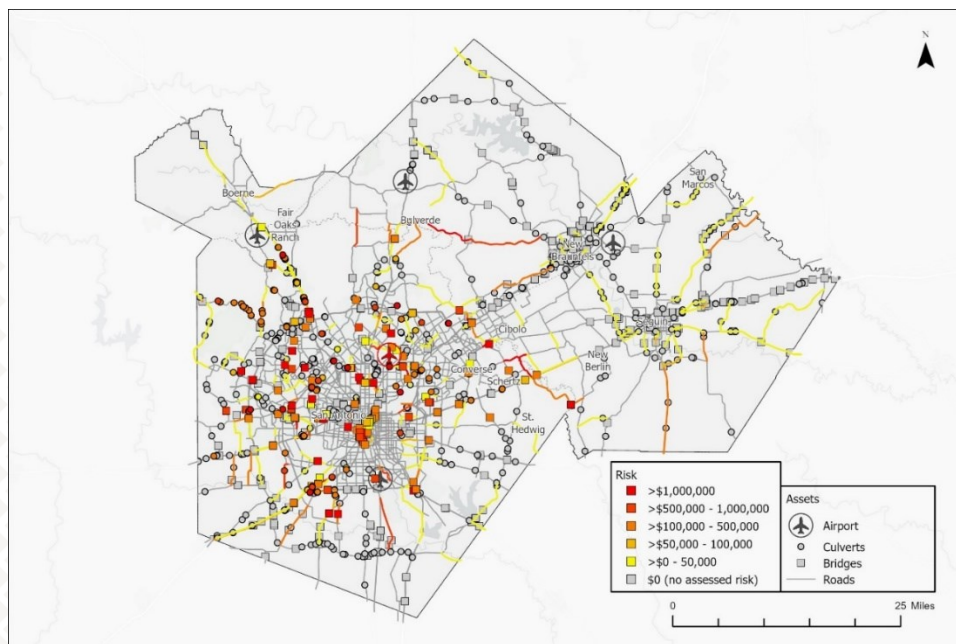 N
San
Marcos
Boerne
Fair
Oaks
Ranch
Bulverde
New
Braunfels
Seguin
Cibolo
Converse
New
Berlin
Schertz
San Antonio
St.
Hedwig
Risk
>$1,000,000
>$500,000 - 1,000,000
>$100,000 - 500,000
>$50,000 - 100,000
>$0 - 50,000
$0 (no assessed risk)
Assets
Airport
Culverts
Bridges
Roads
0
25 Miles